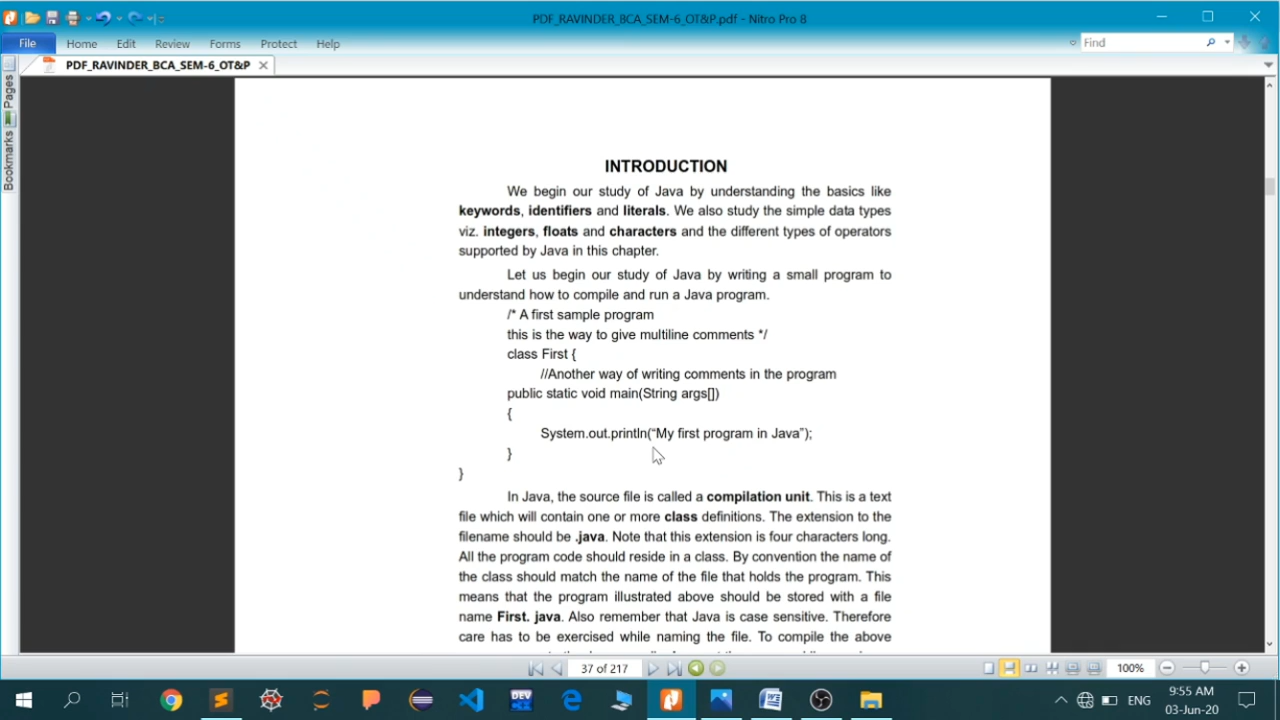 PDF_RAVINDER_BCA_SEM-6_OT&P.pdf - Nitro Pro 8
File Home Edit Review Forms Protect Help
Find
PDF_RAVINDER_BCA_SEM-6_OT&P
Pages
Bookmarks
INTRODUCTION
We begin our study of Java by understanding the basics like
keywords, identifiers and literals. We also study the simple data types
viz. integers, floats and characters and the different types of operators
supported by Java in this chapter.
Let us begin our study of Java by writing a small program to
understand how to compile and run a Java program.
/* A first sample program
this is the way to give multiline comments */
class First {
//Another way of writing comments in the program
public static void main(String args[])
{
System.out.println(“My first program in Java”);
}
}
In Java, the source file is called a compilation unit. This is a text
file which will contain one or more class definitions. The extension to the
filename should be .java. Note that this extension is four characters long.
All the program code should reside in a class. By convention the name of
the class should match the name of the file that holds the program. This
means that the program illustrated above should be stored with a file
name First. java. Also remember that Java is case sensitive. Therefore
care has to be exercised while naming the file. To compile the above
37 of 217
100%
DEV
ENG
9:55 AM
03-Jun-20